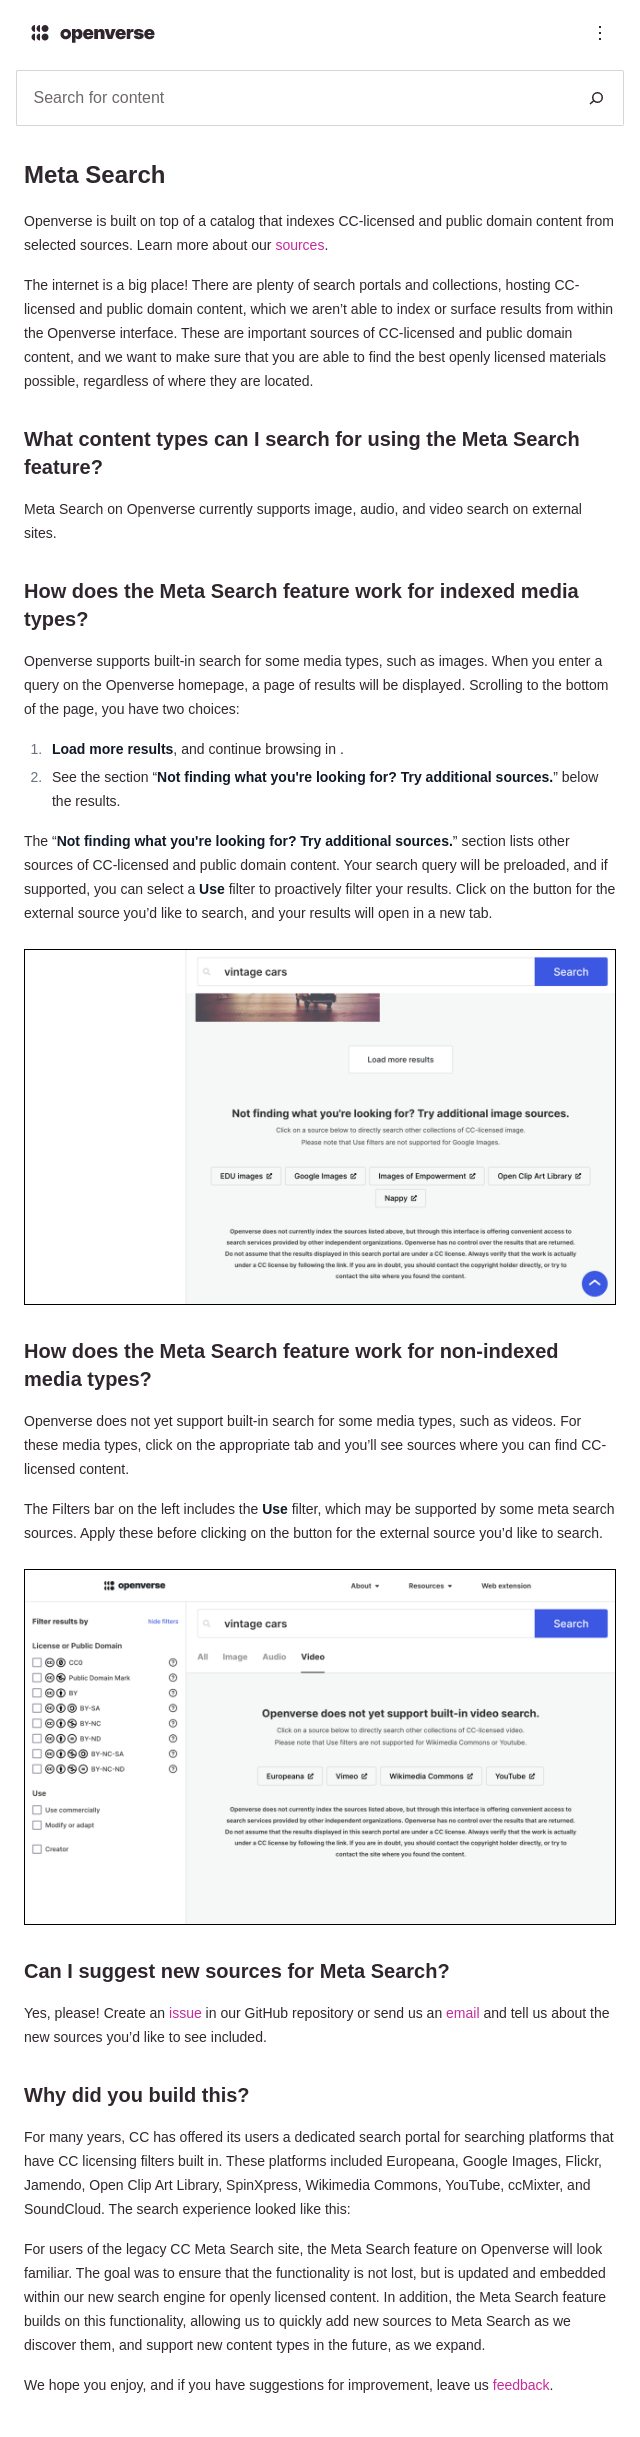 openverse
Search for content
Meta Search
Openverse is built on top of a catalog that indexes CC-licensed and public domain content from
selected sources. Learn more about our sources.
The internet is a big place! There are plenty of search portals and collections, hosting CC-
licensed and public domain content, which we aren’t able to index or surface results from within
the Openverse interface. These are important sources of CC-licensed and public domain
content, and we want to make sure that you are able to find the best openly licensed materials
possible, regardless of where they are located.
What content types can I search for using the Meta Search
feature?
Meta Search on Openverse currently supports image, audio, and video search on external
sites.
How does the Meta Search feature work for indexed media
types?
Openverse supports built-in search for some media types, such as images. When you enter a
query on the Openverse homepage, a page of results will be displayed. Scrolling to the bottom
of the page, you have two choices:
1. Load more results, and continue browsing in .
2. See the section “Not finding what you're looking for? Try additional sources.” below
the results.
The “Not finding what you're looking for? Try additional sources.” section lists other
sources of CC-licensed and public domain content. Your search query will be preloaded, and if
supported, you can select a Use filter to proactively filter your results. Click on the button for the
external source you’d like to search, and your results will open in a new tab.
vintage cars Search
Load more results
Not finding what you're looking for? Try additional image sources.
Click on a source below to directly search other collections of CC-licensed image.
Please note that Use filters are not supported for Google Images.
EDU images Google Images Images of Empowerment Open Clip Art Library
Nappy
Openverse does not currently index the sources listed above, but through this interface is offering convenient access to
search services provided by other independent organizations. Openverse has no control over the results that are returned.
Do not assume that the results displayed in this search portal are under a CC license. Always verify that the work is actually
under a CC license by following the link. If you are in doubt, you should contact the copyright holder directly, or try to
contact the site where you found the content.
How does the Meta Search feature work for non-indexed
media types?
Openverse does not yet support built-in search for some media types, such as videos. For
these media types, click on the appropriate tab and you’ll see sources where you can find CC-
licensed content.
The Filters bar on the left includes the Use filter, which may be supported by some meta search
sources. Apply these before clicking on the button for the external source you’d like to search.
openverse About Resources Web extension
Filter results by hide filters
License or Public Domain
CC0
Public Domain Mark
BY
BY-SA
BY-NC
BY-ND
BY-NC-SA
BY-NC-ND
Use
Use commercially
Modify or adapt
Creator
vintage cars Search
All Image Audio Video
Openverse does not yet support built-in video search.
Click on a source below to directly search other collections of CC-licensed video.
Please note that Use filters are not supported for Wikimedia Commons or Youtube.
Europeana Vimeo Wikimedia Commons YouTube
Openverse does not currently index the sources listed above, but through this interface is offering convenient access to
search services provided by other independent organizations. Openverse has no control over the results that are returned.
Do not assume that the results displayed in this search portal are under a CC license. Always verify that the work is actually
under a CC license by following the link. If you are in doubt, you should contact the copyright holder directly, or try to
contact the site where you found the content.
Can I suggest new sources for Meta Search?
Yes, please! Create an issue in our GitHub repository or send us an email and tell us about the
new sources you’d like to see included.
Why did you build this?
For many years, CC has offered its users a dedicated search portal for searching platforms that
have CC licensing filters built in. These platforms included Europeana, Google Images, Flickr,
Jamendo, Open Clip Art Library, SpinXpress, Wikimedia Commons, YouTube, ccMixter, and
SoundCloud. The search experience looked like this:
For users of the legacy CC Meta Search site, the Meta Search feature on Openverse will look
familiar. The goal was to ensure that the functionality is not lost, but is updated and embedded
within our new search engine for openly licensed content. In addition, the Meta Search feature
builds on this functionality, allowing us to quickly add new sources to Meta Search as we
discover them, and support new content types in the future, as we expand.
We hope you enjoy, and if you have suggestions for improvement, leave us feedback.